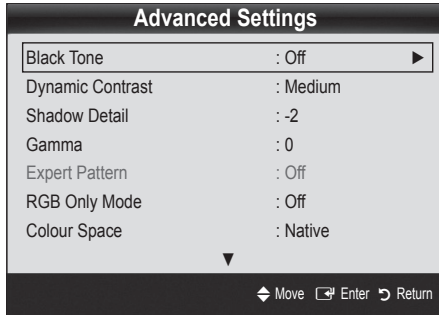 Advanced Settings
Black Tone : Off ►
Dynamic Contrast : Medium
Shadow Detail : -2
Gamma : 0
Expert Pattern : Off
RGB Only Mode : Off
Colour Space : Native
▼
Move Enter Return